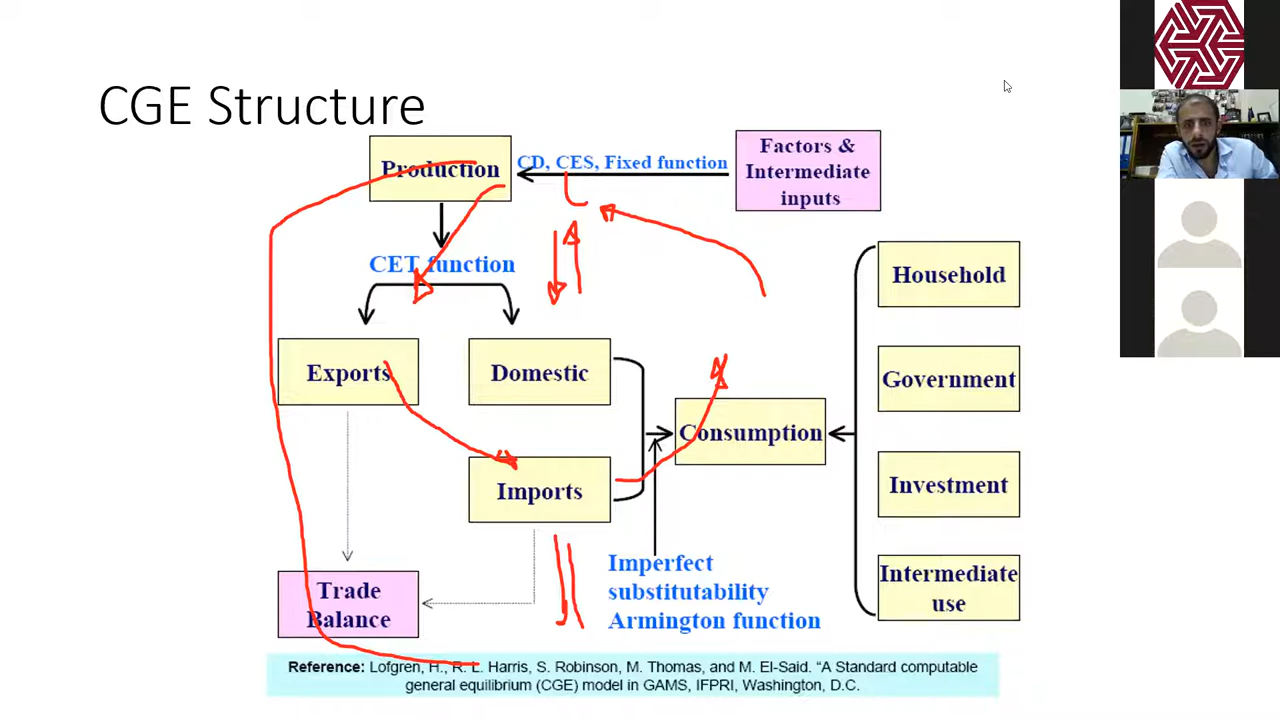 CGE Structure
Production
CD, CES, Fixed function
Factors &
Intermediate
inputs
CET function
Household
Exports
Domestic
Government
Consumption
Imports
Investment
Imperfect
substitutability
Armington function
Intermediate
use
Trade
Balance
Reference: Lofgren, H., R. L. Harris, S. Robinson, M. Thomas, and M. El-Said. “A Standard computable
general equilibrium (CGE) model in GAMS, IFPRI, Washington, D.C.